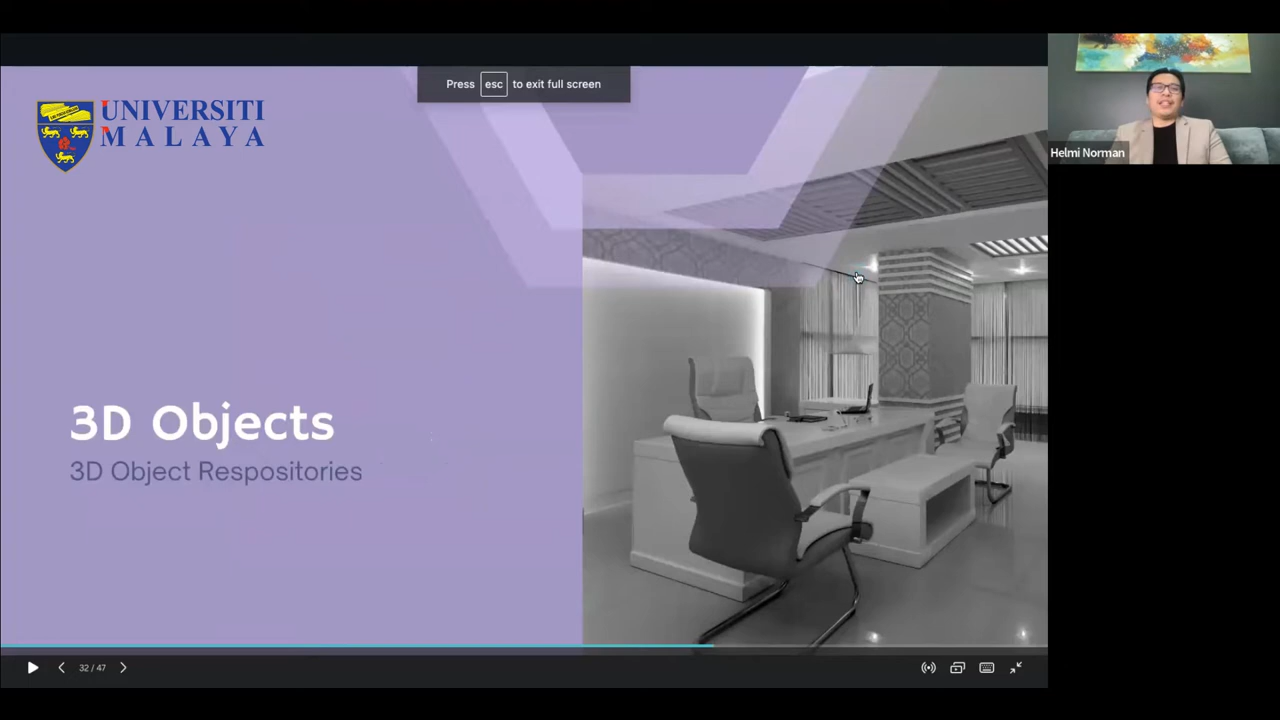 Press esc to exit full screen
UNIVERSITI
MALAYA
Helmi Norman
3D Objects
3D Object Respositories
32 / 47